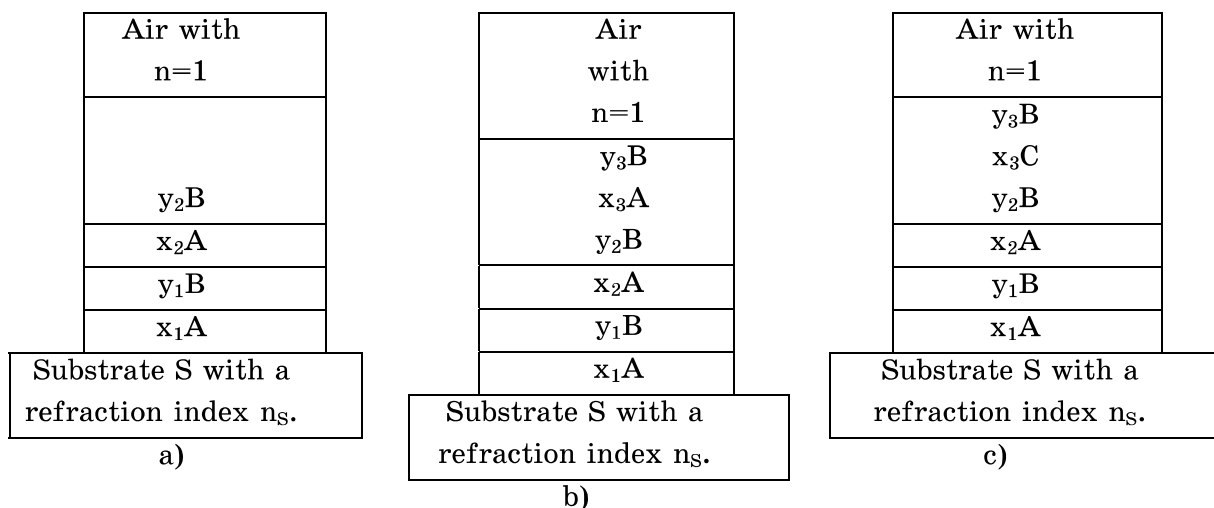 Air with
n=1
y₂B
x₂A
y₁B
x₁A
Substrate S with a
refraction index nₛ.
a)
Air
with
n=1
y₃B
x₃A
y₂B
x₂A
y₁B
x₁A
Substrate S with a
refraction index nₛ.
b)
Air with
n=1
y₃B
x₃C
y₂B
x₂A
y₁B
x₁A
Substrate S with a
refraction index nₛ.
c)